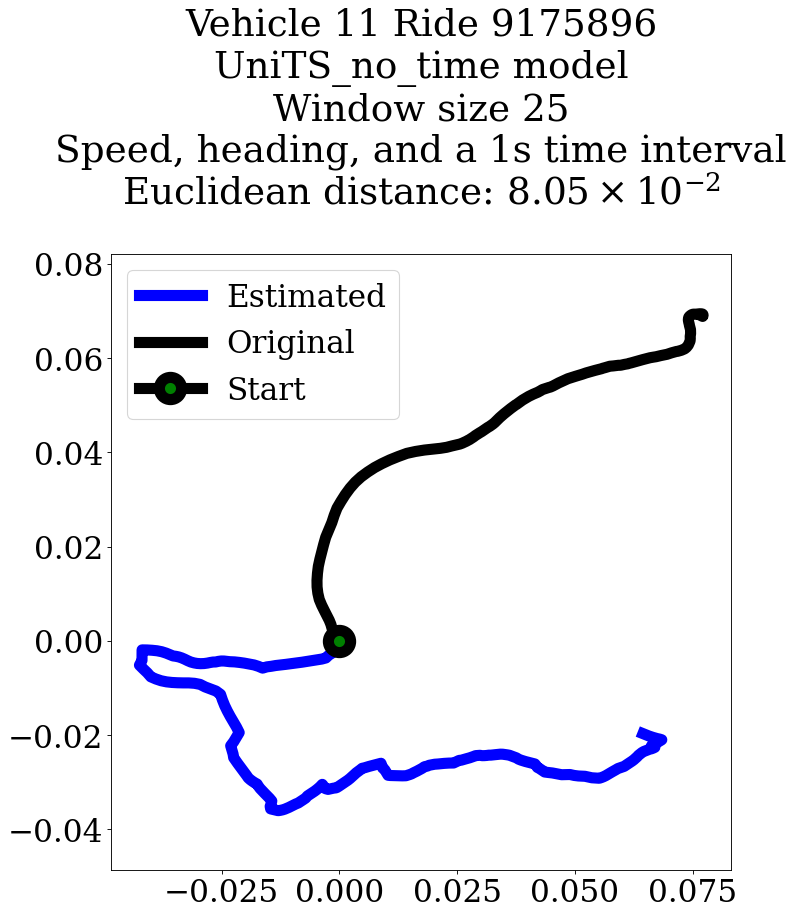 Vehicle 11 Ride 9175896
UniTS_no_time model
Window size 25
Speed, heading, and a 1s time interval
Euclidean distance: 8.05 × 10⁻²
0.08
0.06
0.04
0.02
0.00
−0.02
−0.04
Estimated
Original
Start
−0.025 0.000 0.025 0.050 0.075